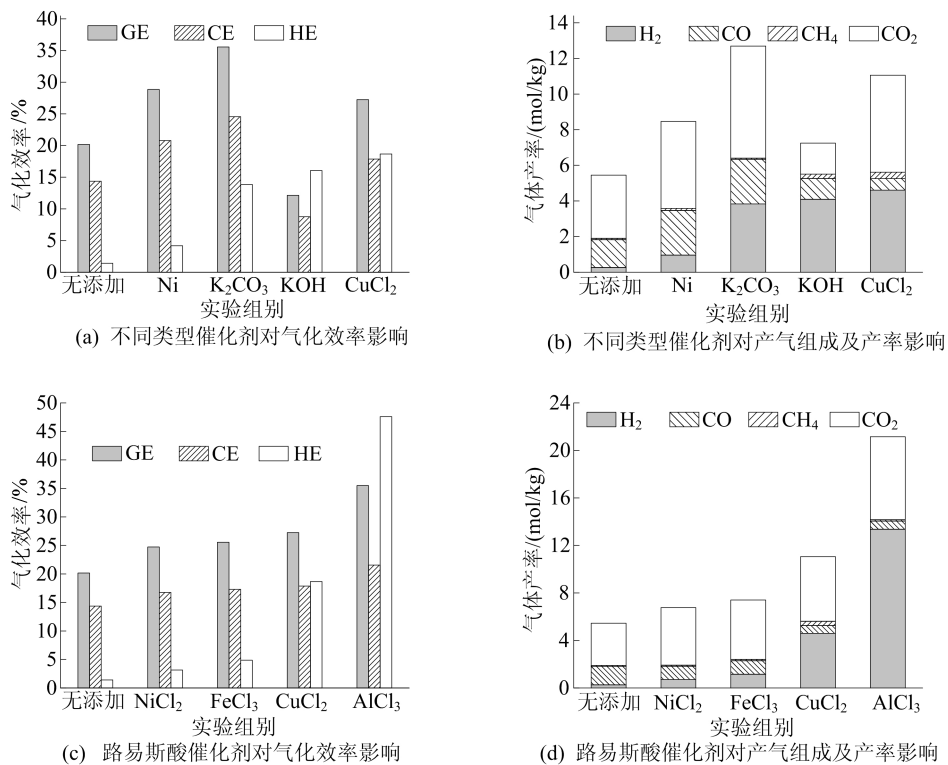 40
35
30
25
20
15
10
5
0
气化效率/%
GE CE HE
无添加 Ni K₂CO₃ KOH CuCl₂
实验组别
(a) 不同类型催化剂对气化效率影响
14
12
10
8
6
4
2
0
气体产率/(mol/kg)
H₂ CO CH₄ CO₂
无添加 Ni K₂CO₃ KOH CuCl₂
实验组别
(b) 不同类型催化剂对产气组成及产率影响
50
45
40
35
30
25
20
15
10
5
0
气化效率/%
GE CE HE
无添加 NiCl₂ FeCl₃ CuCl₂ AlCl₃
实验组别
(c) 路易斯酸催化剂对气化效率影响
24
20
16
12
8
4
0
气体产率/(mol/kg)
H₂ CO CH₄ CO₂
无添加 NiCl₂ FeCl₃ CuCl₂ AlCl₃
实验组别
(d) 路易斯酸催化剂对产气组成及产率影响